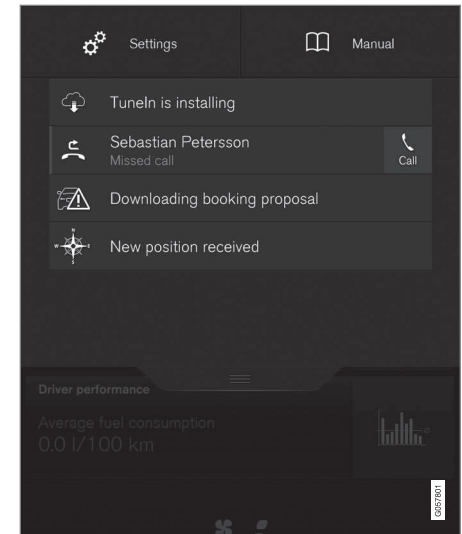 Settings
Manual
TuneIn is installing
Sebastian Petersson
Missed call
Call
Downloading booking proposal
N
W
E
S
New position received
Driver performance
Average fuel consumption
0.0 l/100 km
G057801